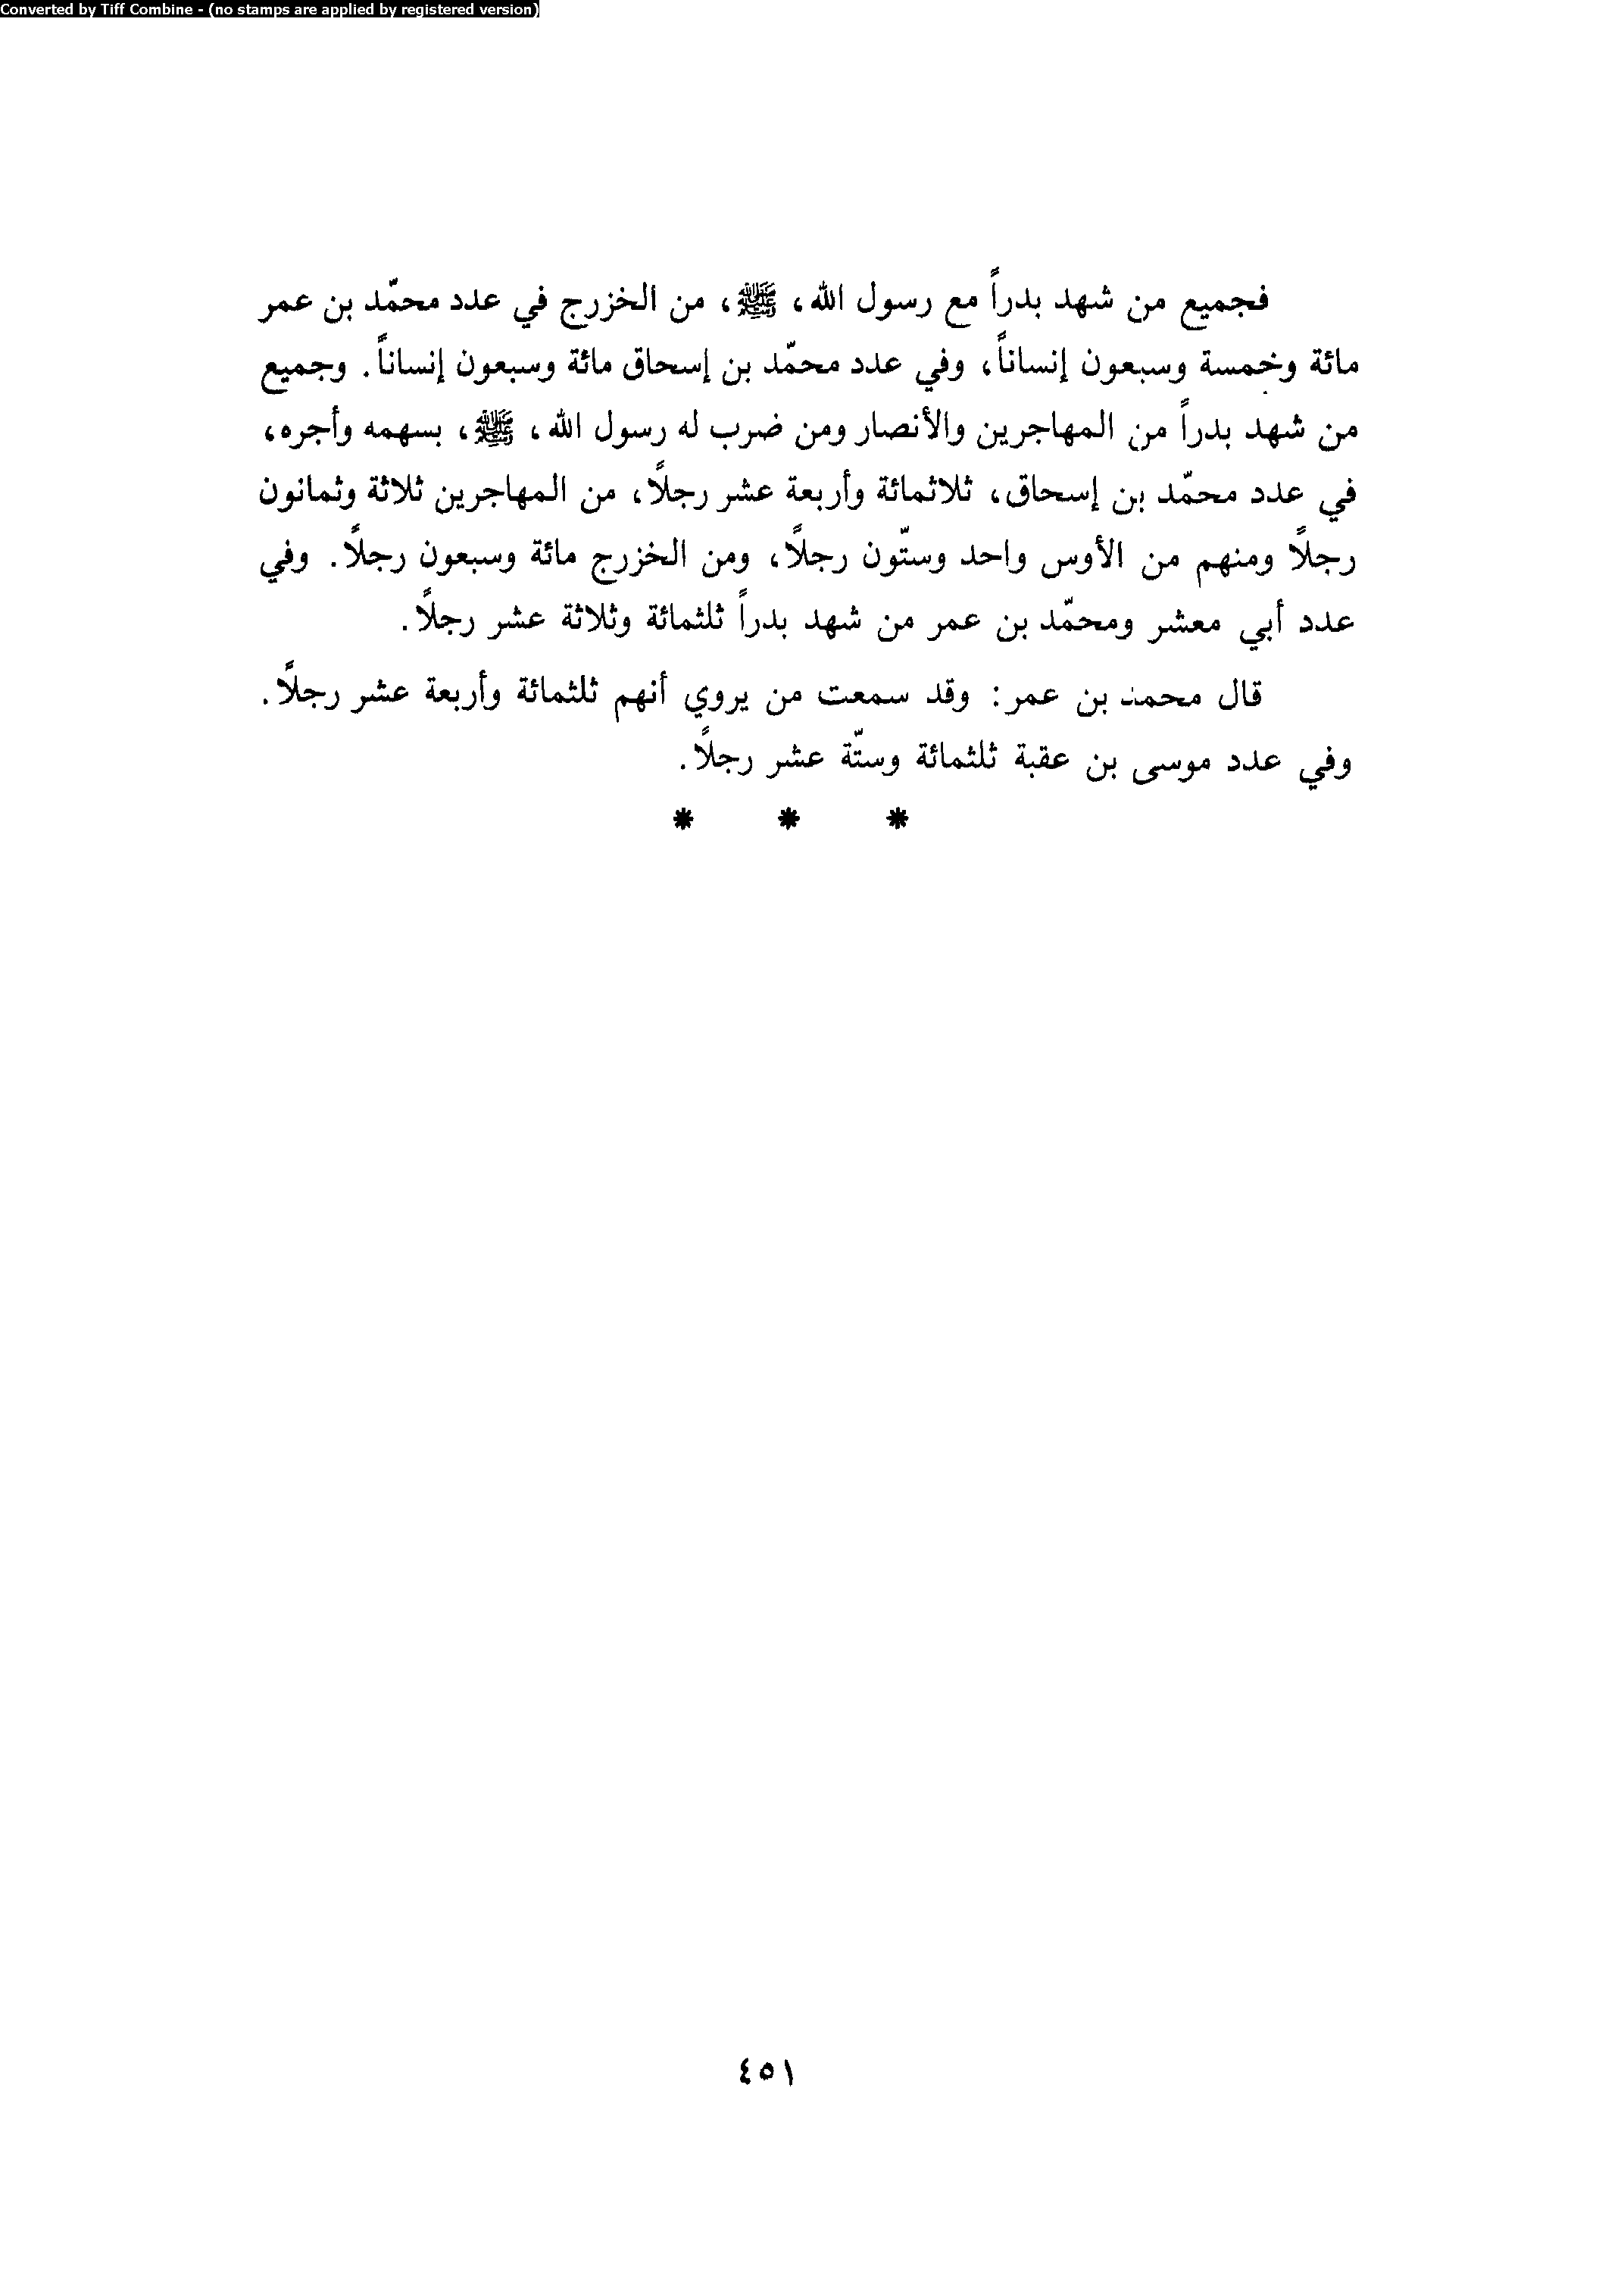 Converted by Tiff Combine - (no stamps are applied by registered version)
فجميع من شهد بدراً مع رسول الله، ﷺ، من الخزرج في عدد محمّد بن عمر
مائة وخمسة وسبعون إنساناً، وفي عدد محمّد بن إسحاق مائة وسبعون إنساناً. وجميع
من شهد بدراً من المهاجرين والأنصار ومن ضرب له رسول الله، ﷺ، بسهمه وأجره،
في عدد محمّد بن إسحاق، ثلاثمائة وأربعة عشر رجلاً، من المهاجرين ثلاثة وثمانون
رجلاً ومنهم من الأوس واحد وستّون رجلاً، ومن الخزرج مائة وسبعون رجلاً. وفي
عدد أبي معشر ومحمّد بن عمر من شهد بدراً ثلثمائة وثلاثة عشر رجلاً.
قال محمد بن عمر: وقد سمعت من يروي أنهم ثلثمائة وأربعة عشر رجلاً.
وفي عدد موسى بن عقبة ثلثمائة وستّة عشر رجلاً.
* * *
٤٥١